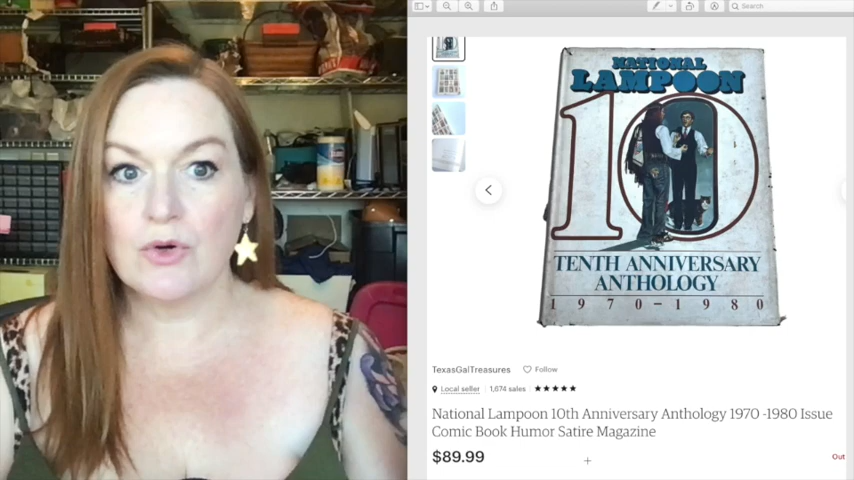 Search
NATIONAL
LAMPOON
10
TENTH ANNIVERSARY
ANTHOLOGY
1970-1980
TexasGalTreasures
Follow
Local seller | 1,674 sales
National Lampoon 10th Anniversary Anthology 1970 -1980 Issue
Comic Book Humor Satire Magazine
$89.99
Out